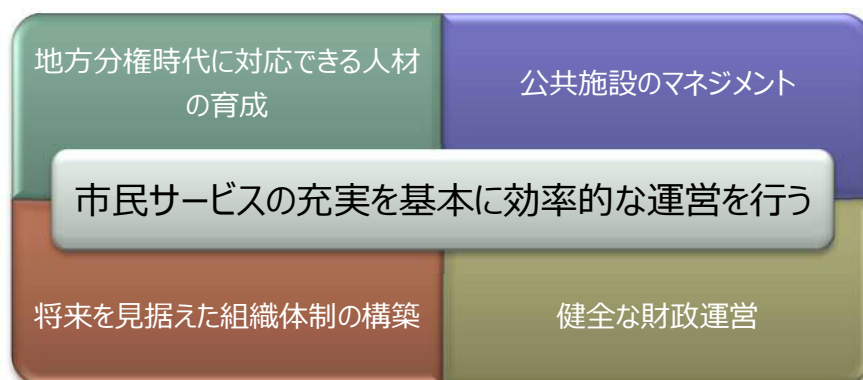 地方分権時代に対応できる人材
の育成
公共施設のマネジメント
市民サービスの充実を基本に効率的な運営を行う
将来を見据えた組織体制の構築
健全な財政運営